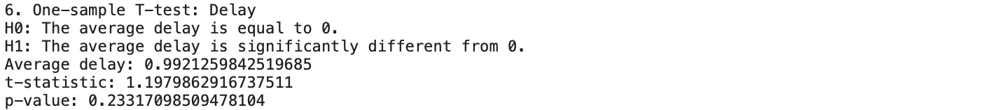 6. One-sample T-test: Delay
H0: The average delay is equal to 0.
H1: The average delay is significantly different from 0.
Average delay: 0.9921259842519685
t-statistic: 1.1979862916737511
p-value: 0.23317098509478104